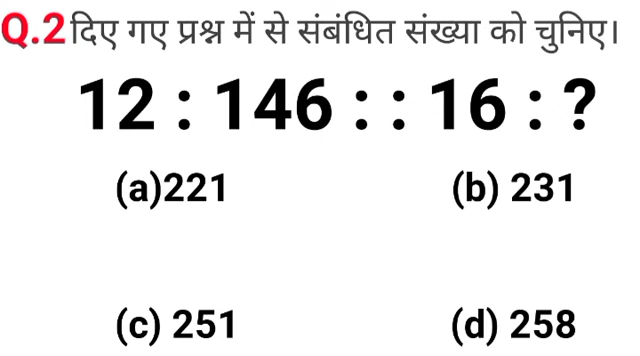 Q.2 दिए गए प्रश्न में से संबंधित संख्या को चुनिए।
12 : 146 : : 16 : ?
(a)221 (b) 231
(c) 251 (d) 258